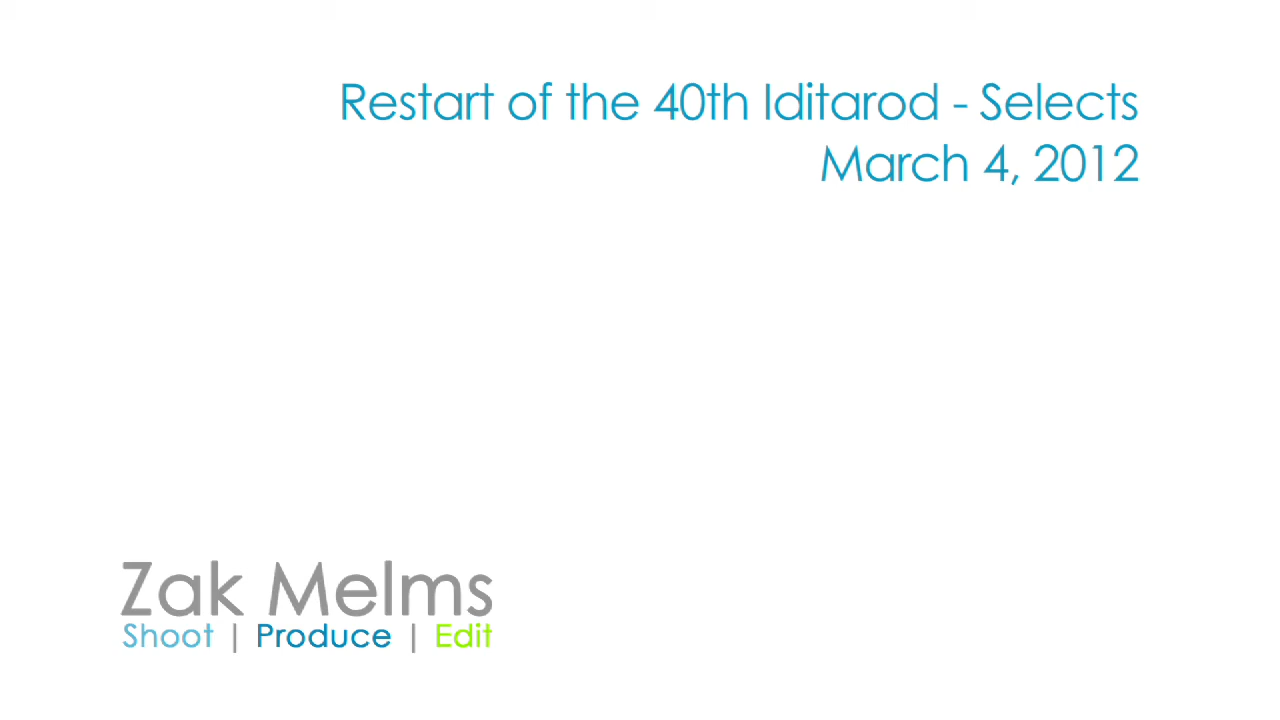 Restart of the 40th Iditarod - Selects
March 4, 2012
Zak Melms
Shoot | Produce | Edit